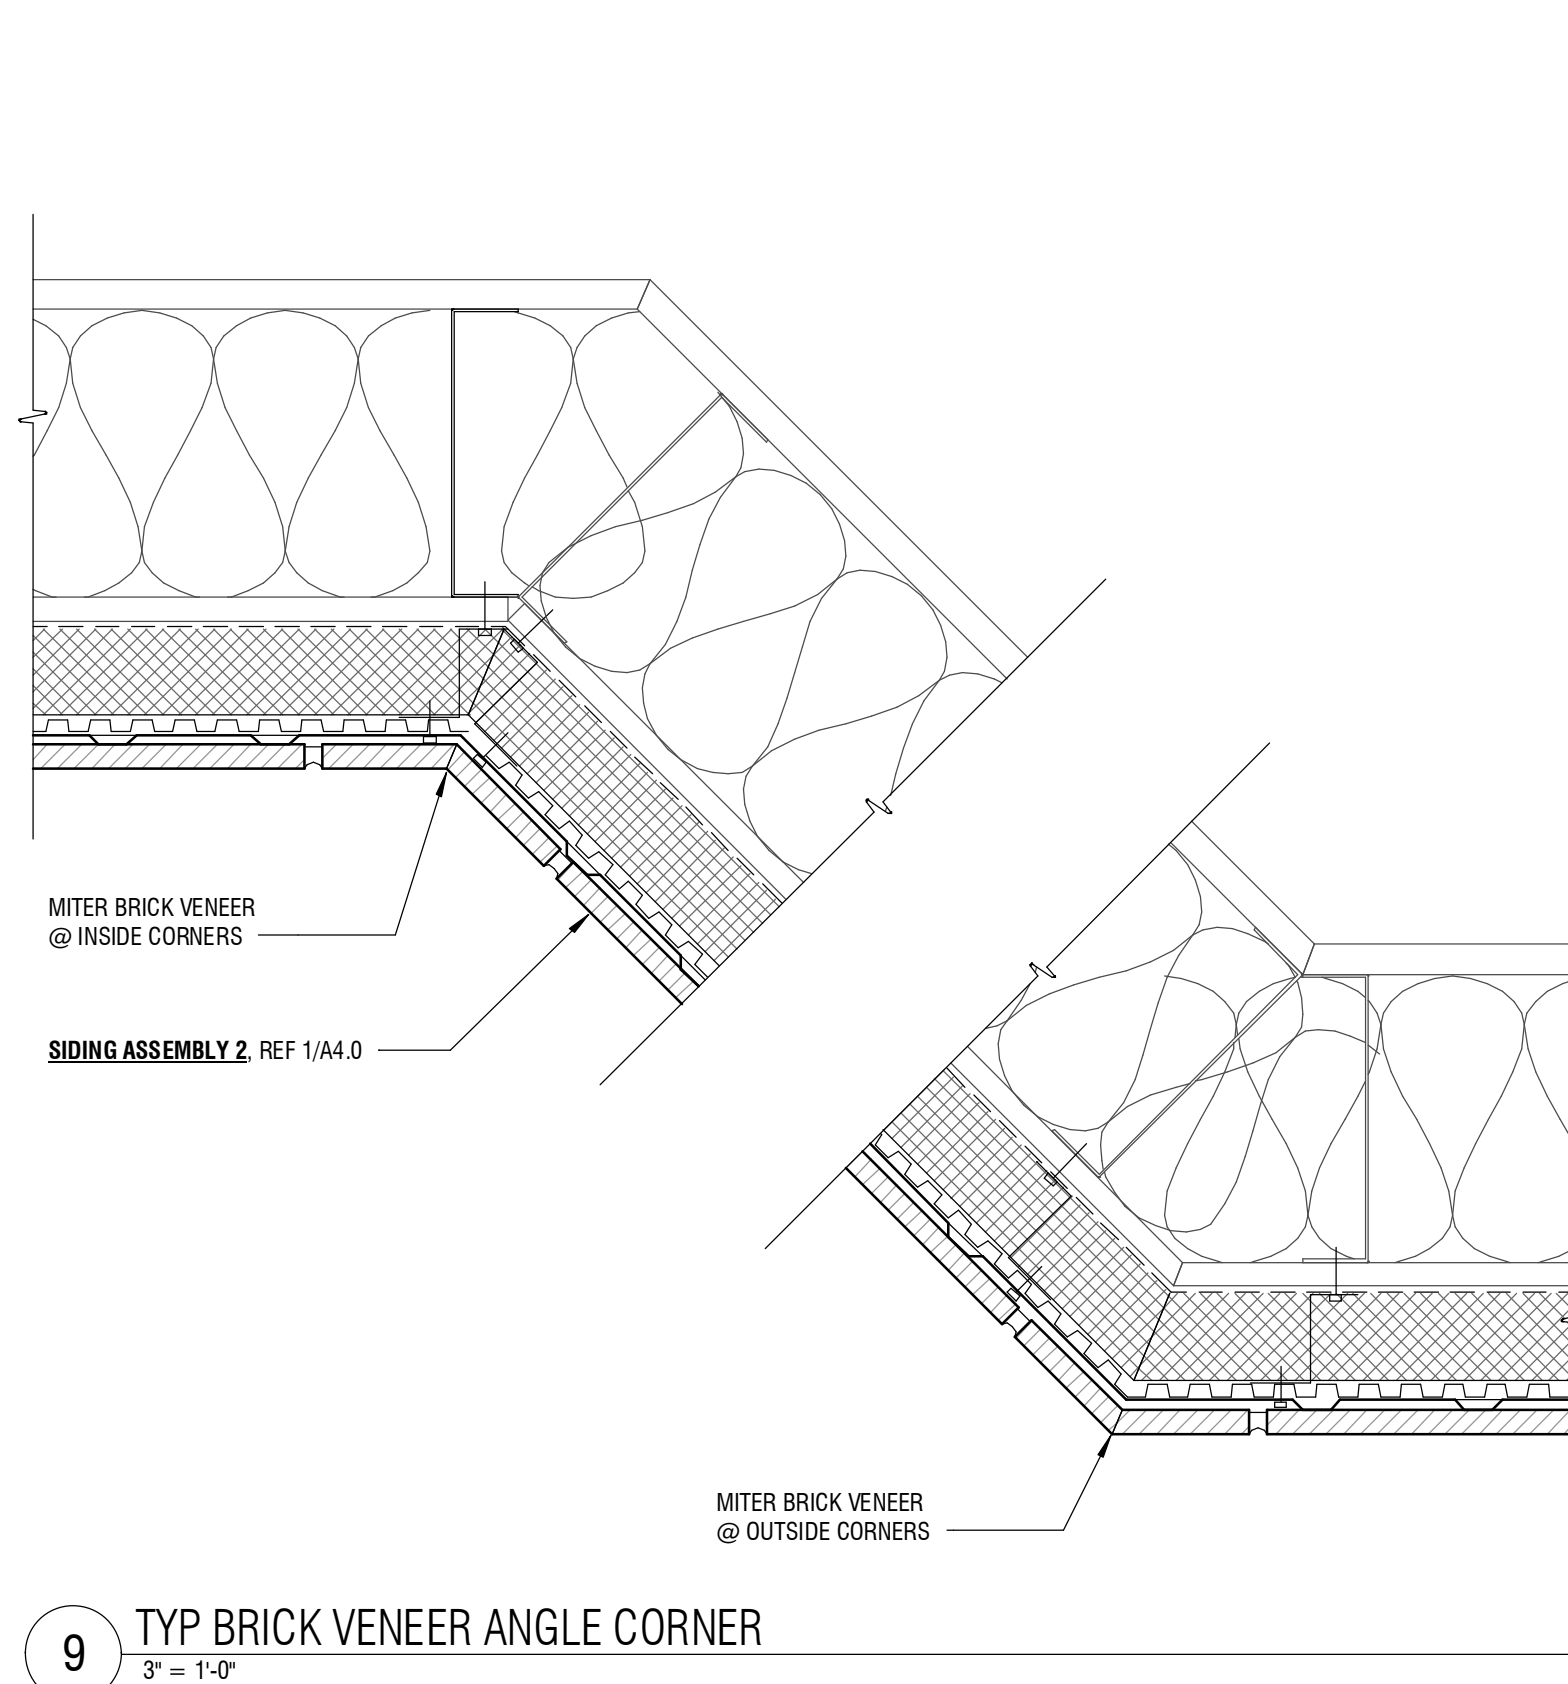 MITER BRICK VENEER
@ INSIDE CORNERS
SIDING ASSEMBLY 2, REF 1/A4.0
MITER BRICK VENEER
@ OUTSIDE CORNERS
9
TYP BRICK VENEER ANGLE CORNER
3" = 1'-0"